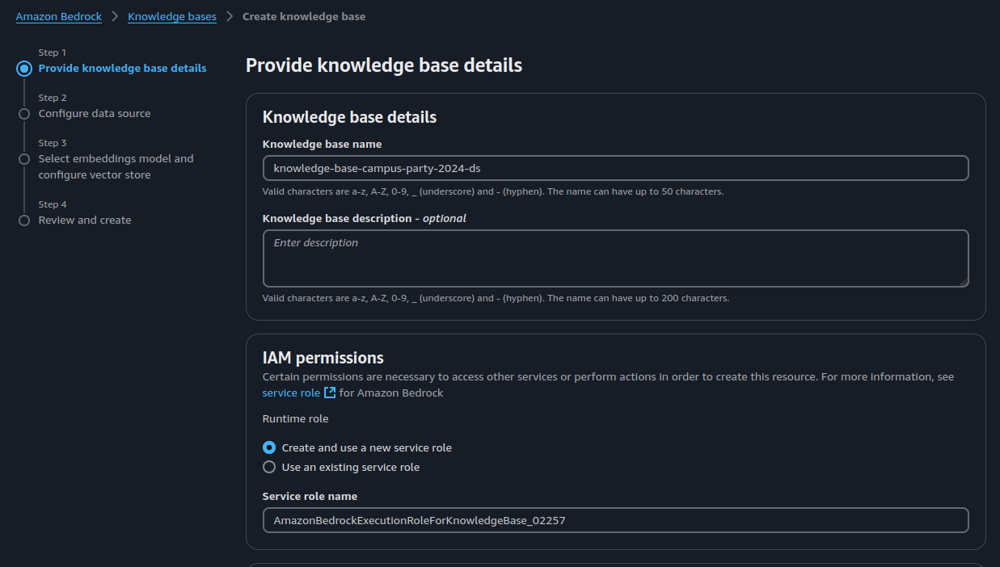 Amazon Bedrock > Knowledge bases > Create knowledge base
Step 1
Provide knowledge base details
Step 2
Configure data source
Step 3
Select embeddings model and
configure vector store
Step 4
Review and create
Provide knowledge base details
Knowledge base details
Knowledge base name
knowledge-base-campus-party-2024-ds
Valid characters are a-z, A-Z, 0-9, _ (underscore) and - (hyphen). The name can have up to 50 characters.
Knowledge base description - optional
Enter description
Valid characters are a-z, A-Z, 0-9, _ (underscore) and - (hyphen). The name can have up to 200 characters.
IAM permissions
Certain permissions are necessary to access other services or perform actions in order to create this resource. For more information, see
service role for Amazon Bedrock
Runtime role
Create and use a new service role
Use an existing service role
Service role name
AmazonBedrockExecutionRoleForKnowledgeBase_02257